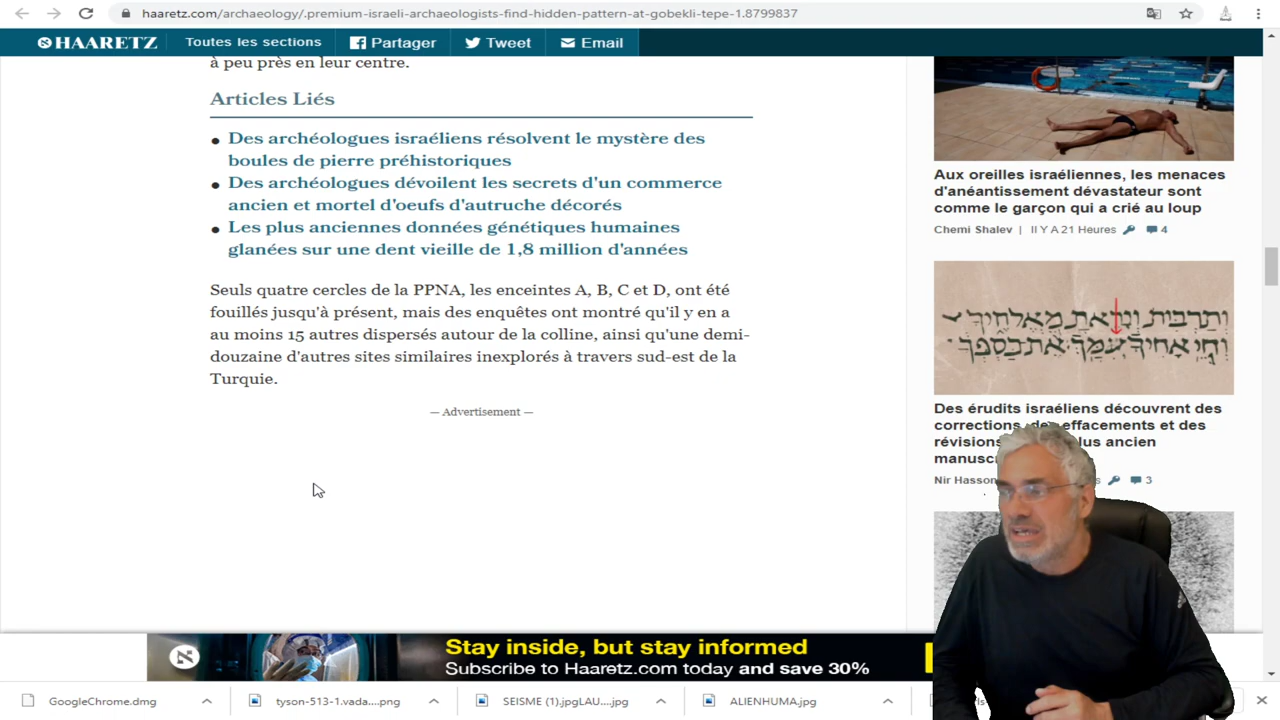 haaretz.com/archaeology/.premium-israeli-archaeologists-find-hidden-pattern-at-gobekli-tepe-1.8799837
HAARETZ
Toutes les sections
Partager
Tweet
Email
à peu près en leur centre.
Articles Liés
Des archéologues israéliens résolvent le mystère des
boules de pierre préhistoriques
Des archéologues dévoilent les secrets d'un commerce
ancien et mortel d'oeufs d'autruche décorés
Les plus anciennes données génétiques humaines
glanées sur une dent vieille de 1,8 million d'années
Seuls quatre cercles de la PPNA, les enceintes A, B, C et D, ont été
fouillés jusqu'à présent, mais des enquêtes ont montré qu'il y en a
au moins 15 autres dispersés autour de la colline, ainsi qu'une demi-
douzaine d'autres sites similaires inexplorés à travers sud-est de la
Turquie.
— Advertisement —
Aux oreilles israéliennes, les menaces
d'anéantissement dévastateur sont
comme le garçon qui a crié au loup
Chemi Shalev | IL Y A 21 Heures 4
Des érudits israéliens découvrent des
corrections, effacements et des
révisions ancien
Nir Hasson 3
Stay inside, but stay informed
Subscribe to Haaretz.com today and save 30%
GoogleChrome.dmg
tyson-513-1.vada....png
SEISME (1).jpgLAU....jpg
ALIENHUMA.jpg